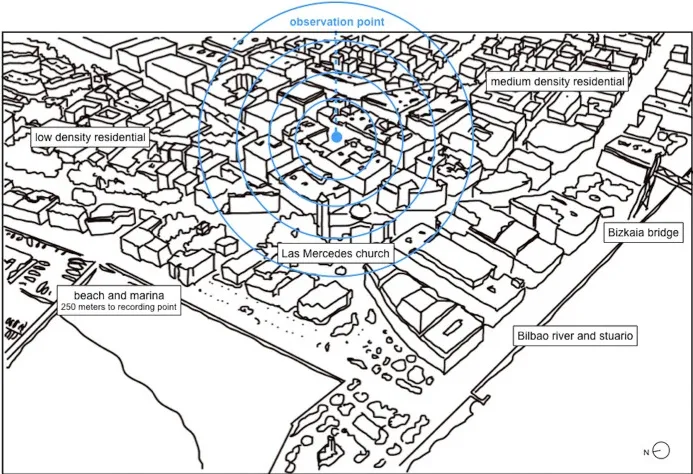 observation point
medium density residential
low density residential
Bizkaia bridge
Las Mercedes church
beach and marina
250 meters to recording point
Bilbao river and stuario
N